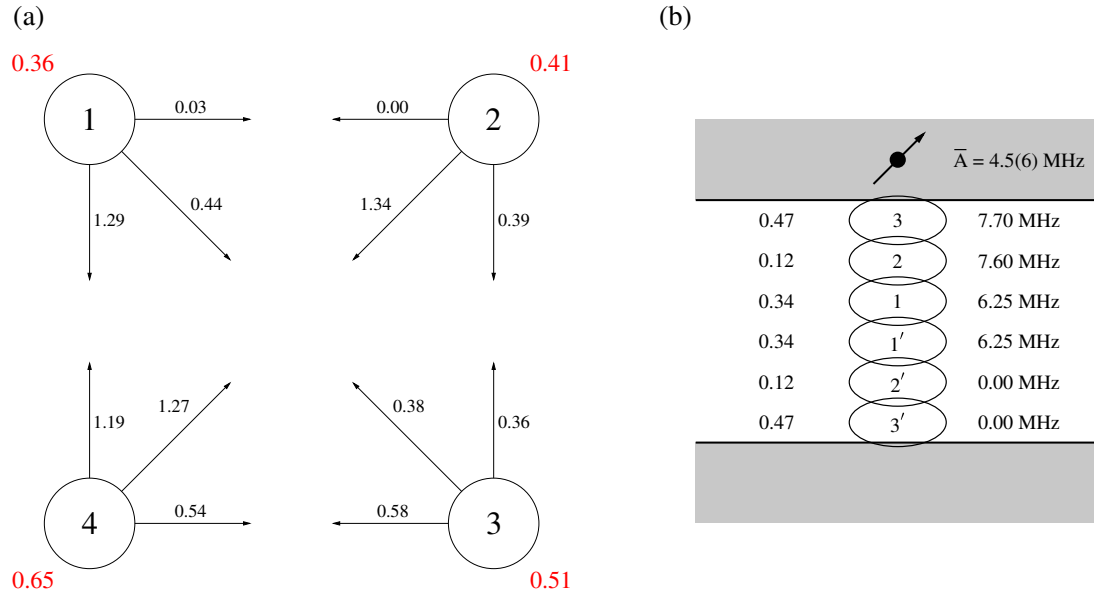 (a)
(b)
0.36
0.41
1
0.03
0.00
2
1.29
0.44
1.34
0.39
1.19
1.27
0.38
0.36
4
0.54
0.58
3
0.65
0.51
A̅ = 4.5(6) MHz
0.47 3 7.70 MHz
0.12 2 7.60 MHz
0.34 1 6.25 MHz
0.34 1′ 6.25 MHz
0.12 2′ 0.00 MHz
0.47 3′ 0.00 MHz